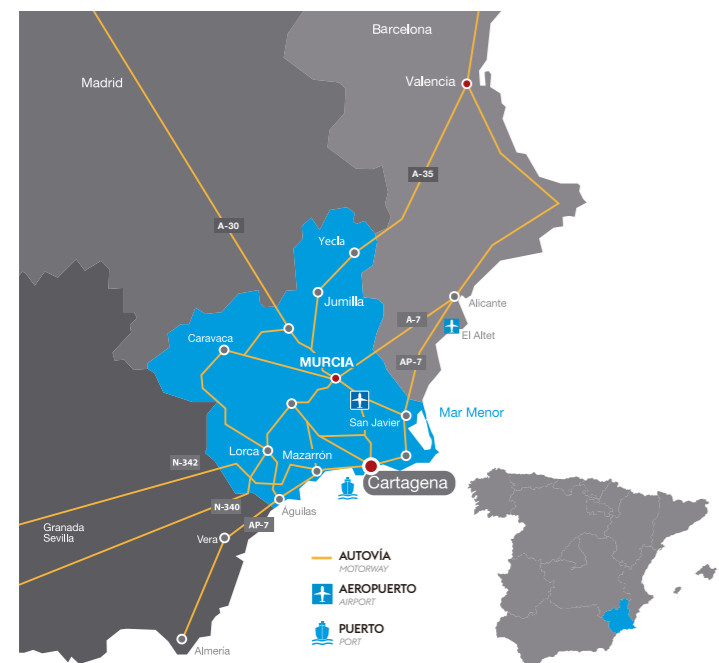 Barcelona
Madrid
Valencia
A-35
A-30
Yecla
Jumilla
Alicante
A-7
El Altet
Caravaca
MURCIA
AP-7
Mar Menor
San Javier
Lorca
Mazarrón
N-342
Cartagena
N-340
Águilas
AP-7
Granada
Sevilla
Vera
Almería
AUTOVÍA
MOTORWAY
AEROPUERTO
AIRPORT
PUERTO
PORT